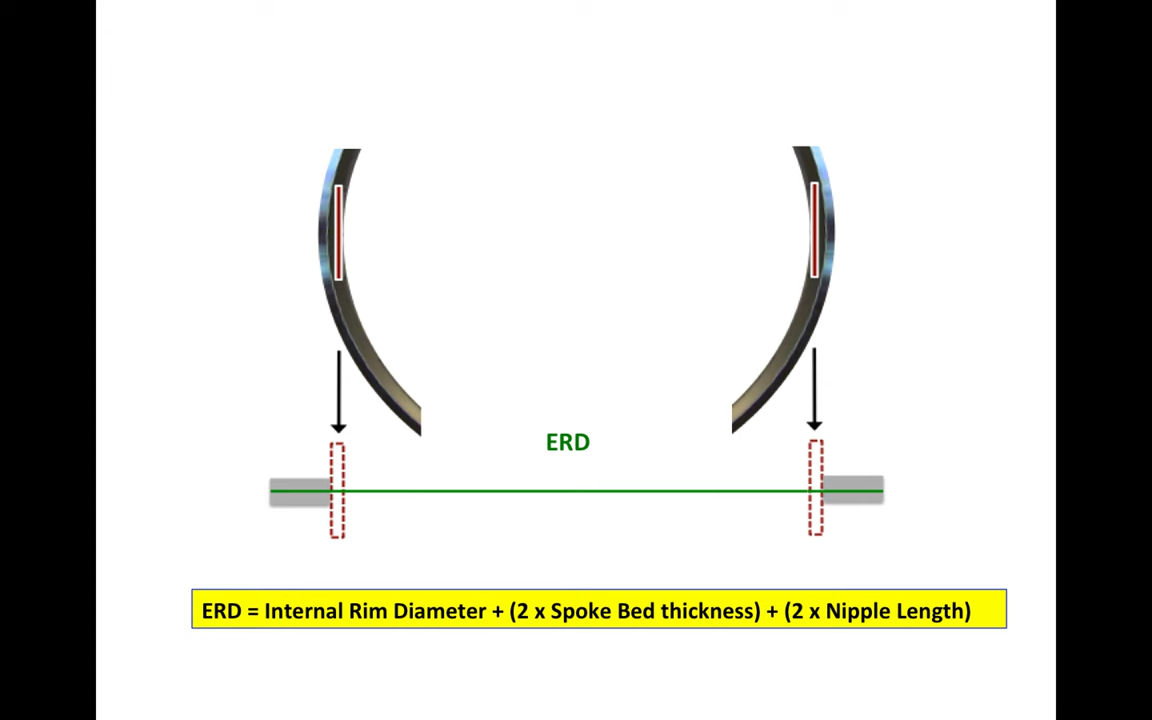 ERD
ERD = Internal Rim Diameter + (2 x Spoke Bed thickness) + (2 x Nipple Length)